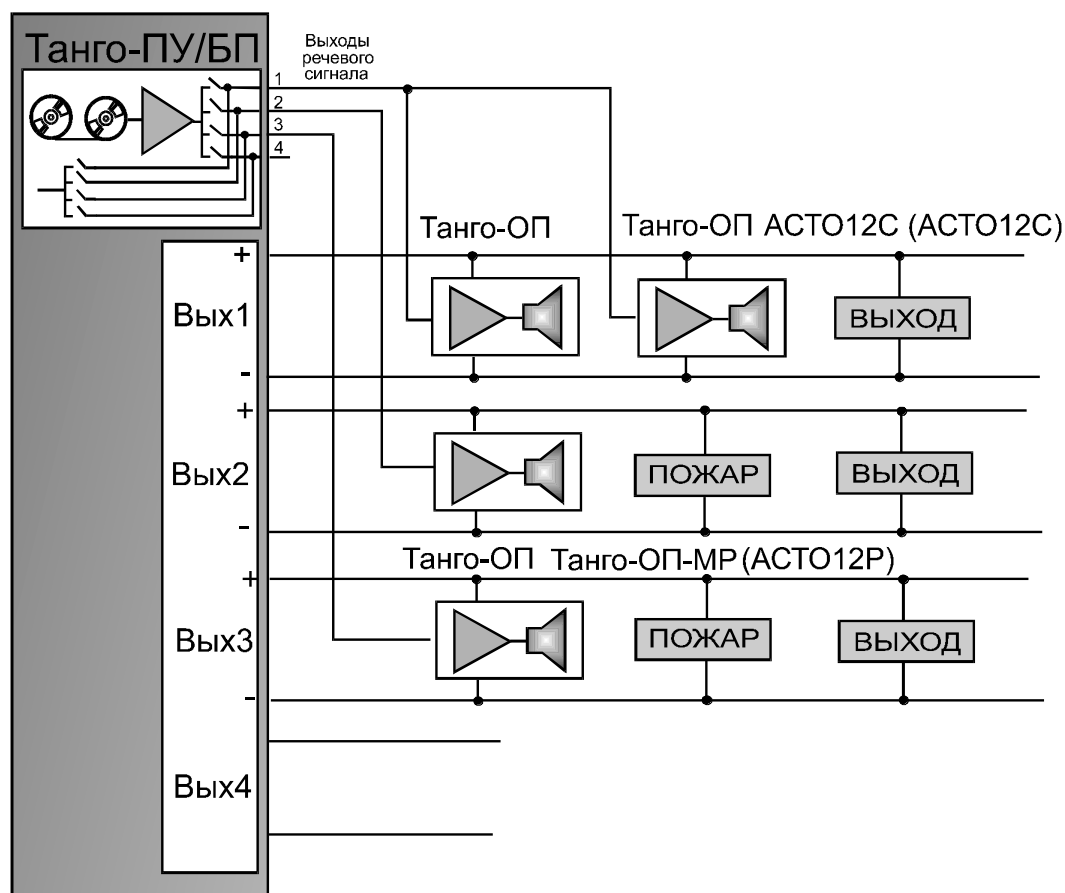 Танго-ПУ/БП
Выходы
речевого
сигнала
1
2
3
4
Танго-ОП
Танго-ОП АСТО12С (АСТО12С)
+
Вых1
ВЫХОД
-
+
Вых2
ПОЖАР
ВЫХОД
-
Танго-ОП Танго-ОП-МР (АСТО12Р)
+
Вых3
ПОЖАР
ВЫХОД
-
Вых4